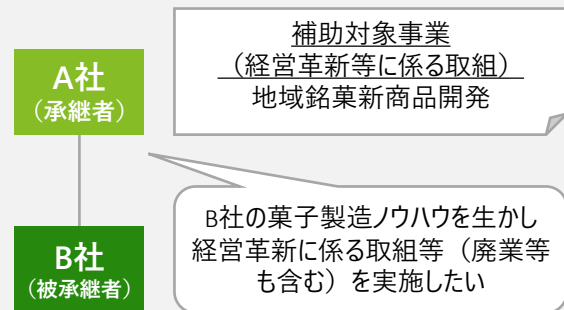 A社
（承継者）
補助対象事業
（経営革新等に係る取組）
地域銘菓新商品開発
B社の菓子製造ノウハウを生かし
経営革新に係る取組等（廃業等
も含む）を実施したい
B社
（被承継者）